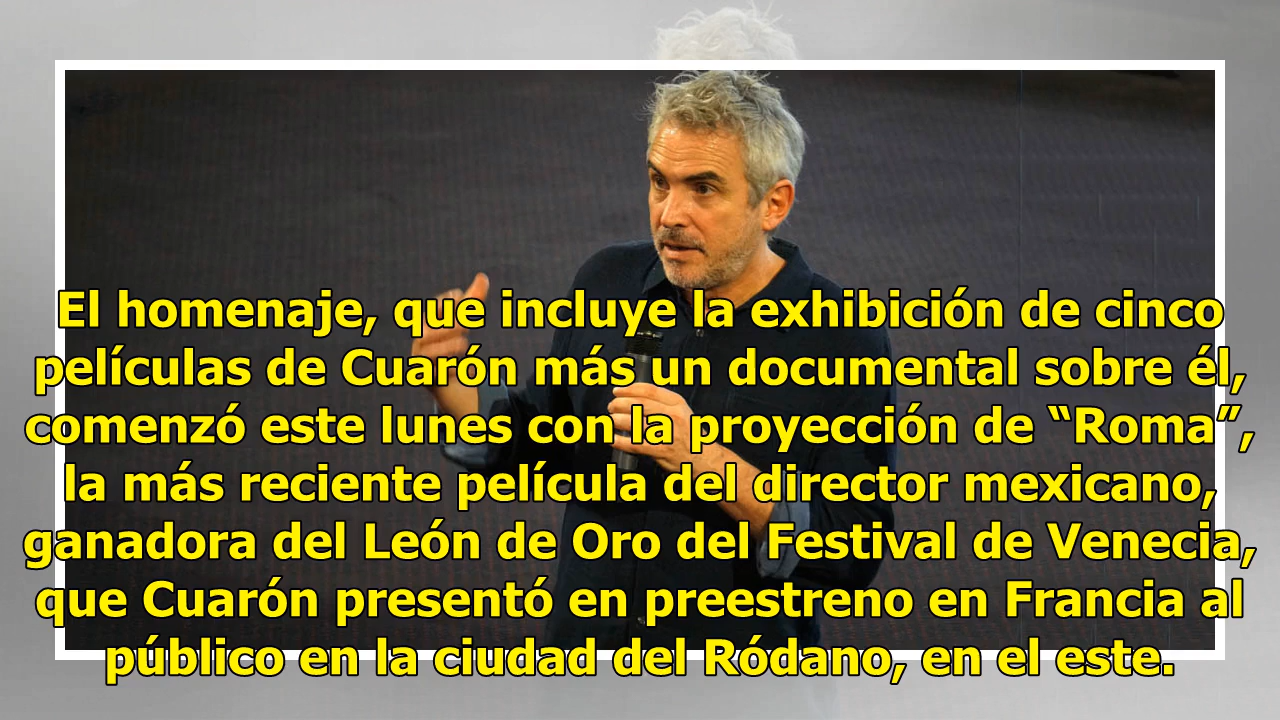 El homenaje, que incluye la exhibición de cinco
películas de Cuarón más un documental sobre él,
comenzó este lunes con la proyección de “Roma”,
la más reciente película del director mexicano,
ganadora del León de Oro del Festival de Venecia,
que Cuarón presentó en preestreno en Francia al
público en la ciudad del Ródano, en el este.